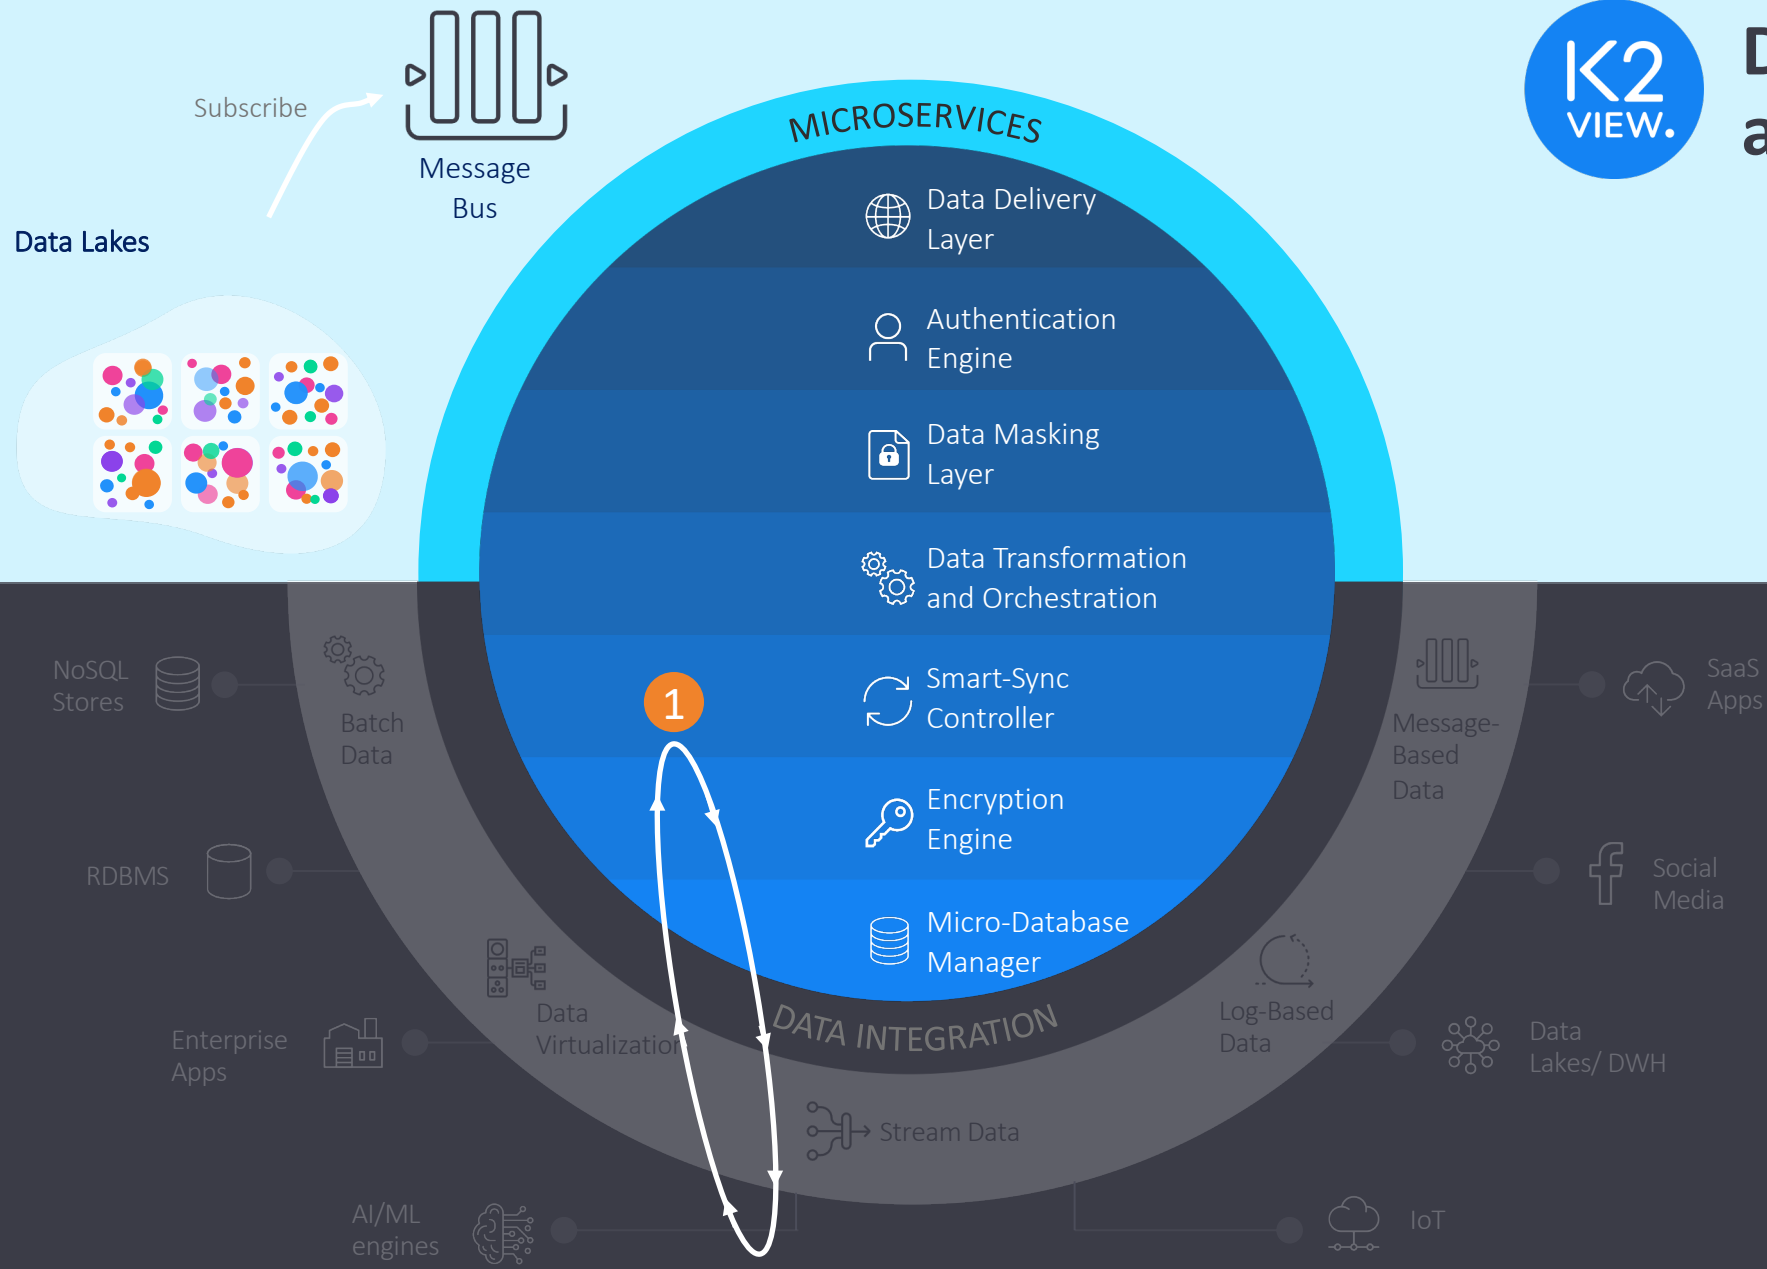 Subscribe
Message
Bus
Data Lakes
K2
VIEW.
D
a
MICROSERVICES
Data Delivery
Layer
Authentication
Engine
Data Masking
Layer
Data Transformation
and Orchestration
Smart-Sync
Controller
Encryption
Engine
Micro-Database
Manager
1
DATA INTEGRATION
NoSQL
Stores
Batch
Data
RDBMS
Data
Virtualization
Enterprise
Apps
Stream Data
AI/ML
engines
Message-
Based
Data
SaaS
Apps
Social
Media
Log-Based
Data
Data
Lakes/ DWH
IoT